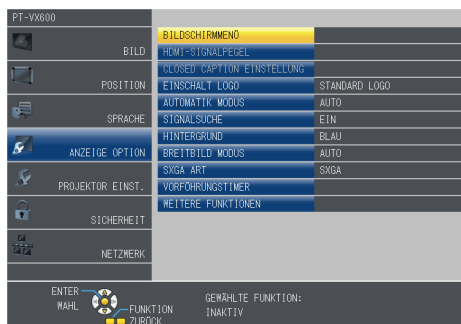 PT-VX600
BILD
POSITION
SPRACHE
ANZEIGE OPTION
PROJEKTOR EINST.
SICHERHEIT
NETZWERK
BILDSCHIRMMENÜ
HDMI-SIGNALPEGEL
CLOSED CAPTION EINSTELLUNG
EINSCHALT LOGO STANDARD LOGO
AUTOMATIK MODUS AUTO
SIGNALSUCHE EIN
HINTERGRUND BLAU
BREITBILD MODUS AUTO
SXGA ART SXGA
VORFÜHRUNGSTIMER
WEITERE FUNKTIONEN
ENTER
WAHL
FUNKTION
ZURÜCK
GEWÄHLTE FUNKTION:
INAKTIV